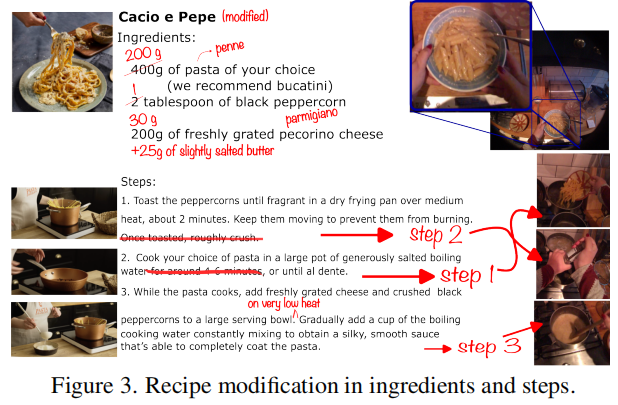 Cacio e Pepe (modified)
Ingredients:
200 g penne
400g of pasta of your choice
(we recommend bucatini)
1
2 tablespoon of black peppercorn
30 g parmigiano
200g of freshly grated pecorino cheese
+25g of slightly salted butter
Steps:
1. Toast the peppercorns until fragrant in a dry frying pan over medium
heat, about 2 minutes. Keep them moving to prevent them from burning.
Once toasted, roughly crush.
step 2
2. Cook your choice of pasta in a large pot of generously salted boiling
water for around 4-6 minutes, or until al dente.
step 1
3. While the pasta cooks, add freshly grated cheese and crushed black
on very low heat
peppercorns to a large serving bowl. Gradually add a cup of the boiling
cooking water constantly mixing to obtain a silky, smooth sauce
that's able to completely coat the pasta.
step 3
Figure 3. Recipe modification in ingredients and steps.